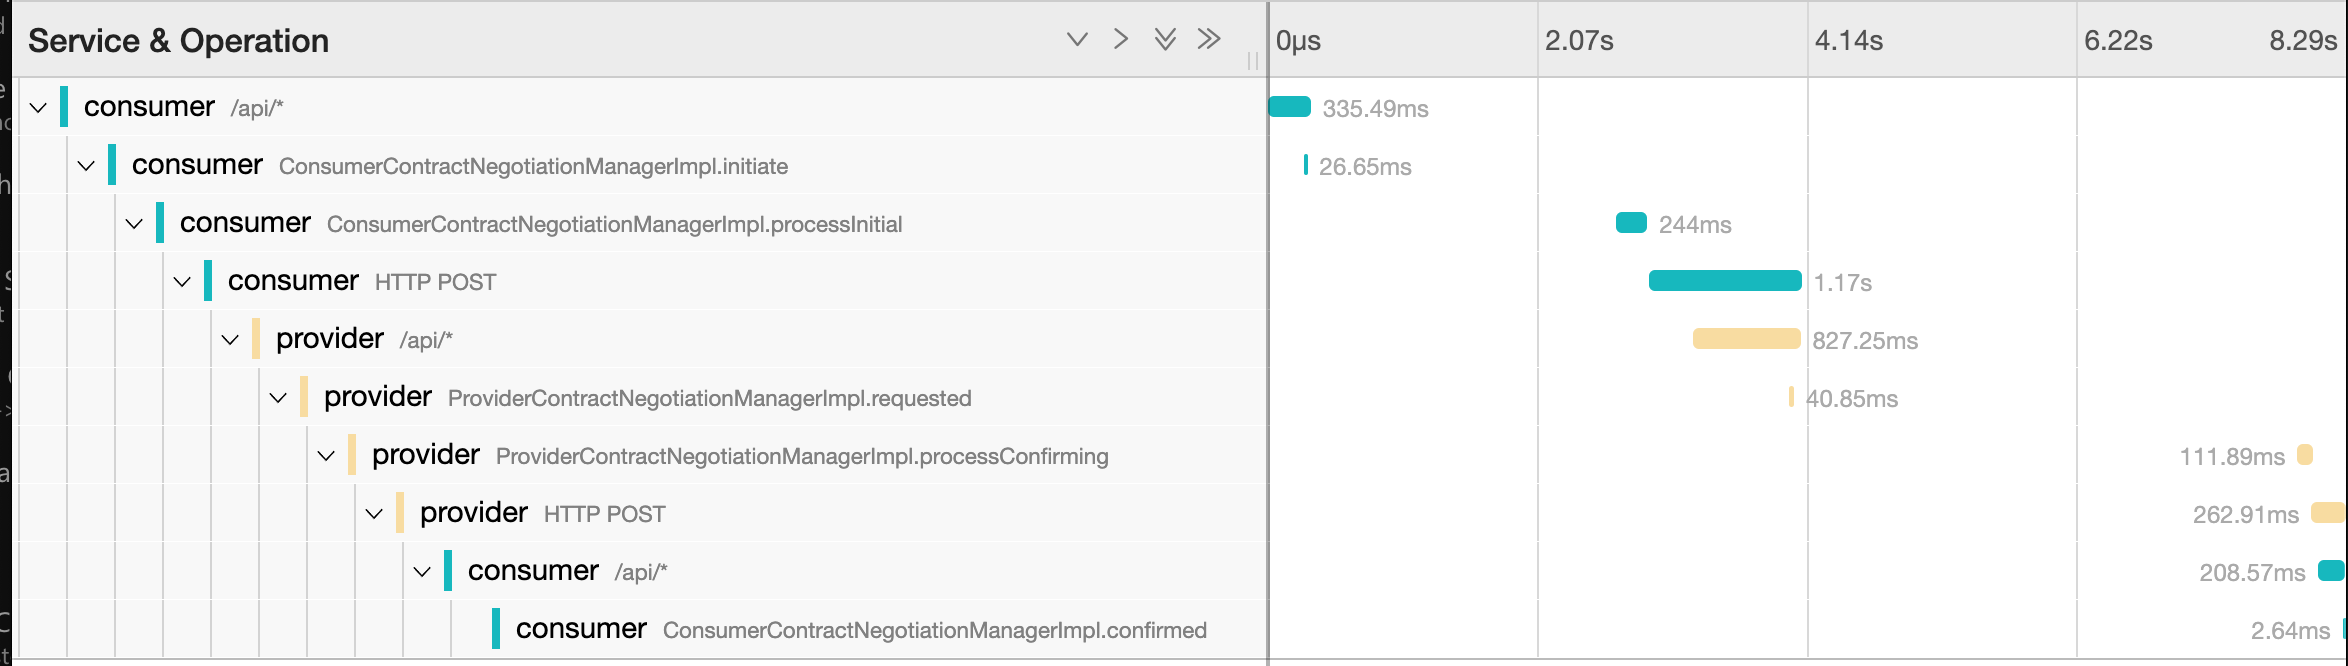 Service & Operation 0μs 2.07s 4.14s 6.22s 8.29s
consumer /api/* 335.49ms
consumer ConsumerContractNegotiationManagerImpl.initiate 26.65ms
consumer ConsumerContractNegotiationManagerImpl.processInitial 244ms
consumer HTTP POST 1.17s
provider /api/* 827.25ms
provider ProviderContractNegotiationManagerImpl.requested 40.85ms
provider ProviderContractNegotiationManagerImpl.processConfirming 111.89ms
provider HTTP POST 262.91ms
consumer /api/* 208.57ms
consumer ConsumerContractNegotiationManagerImpl.confirmed 2.64ms